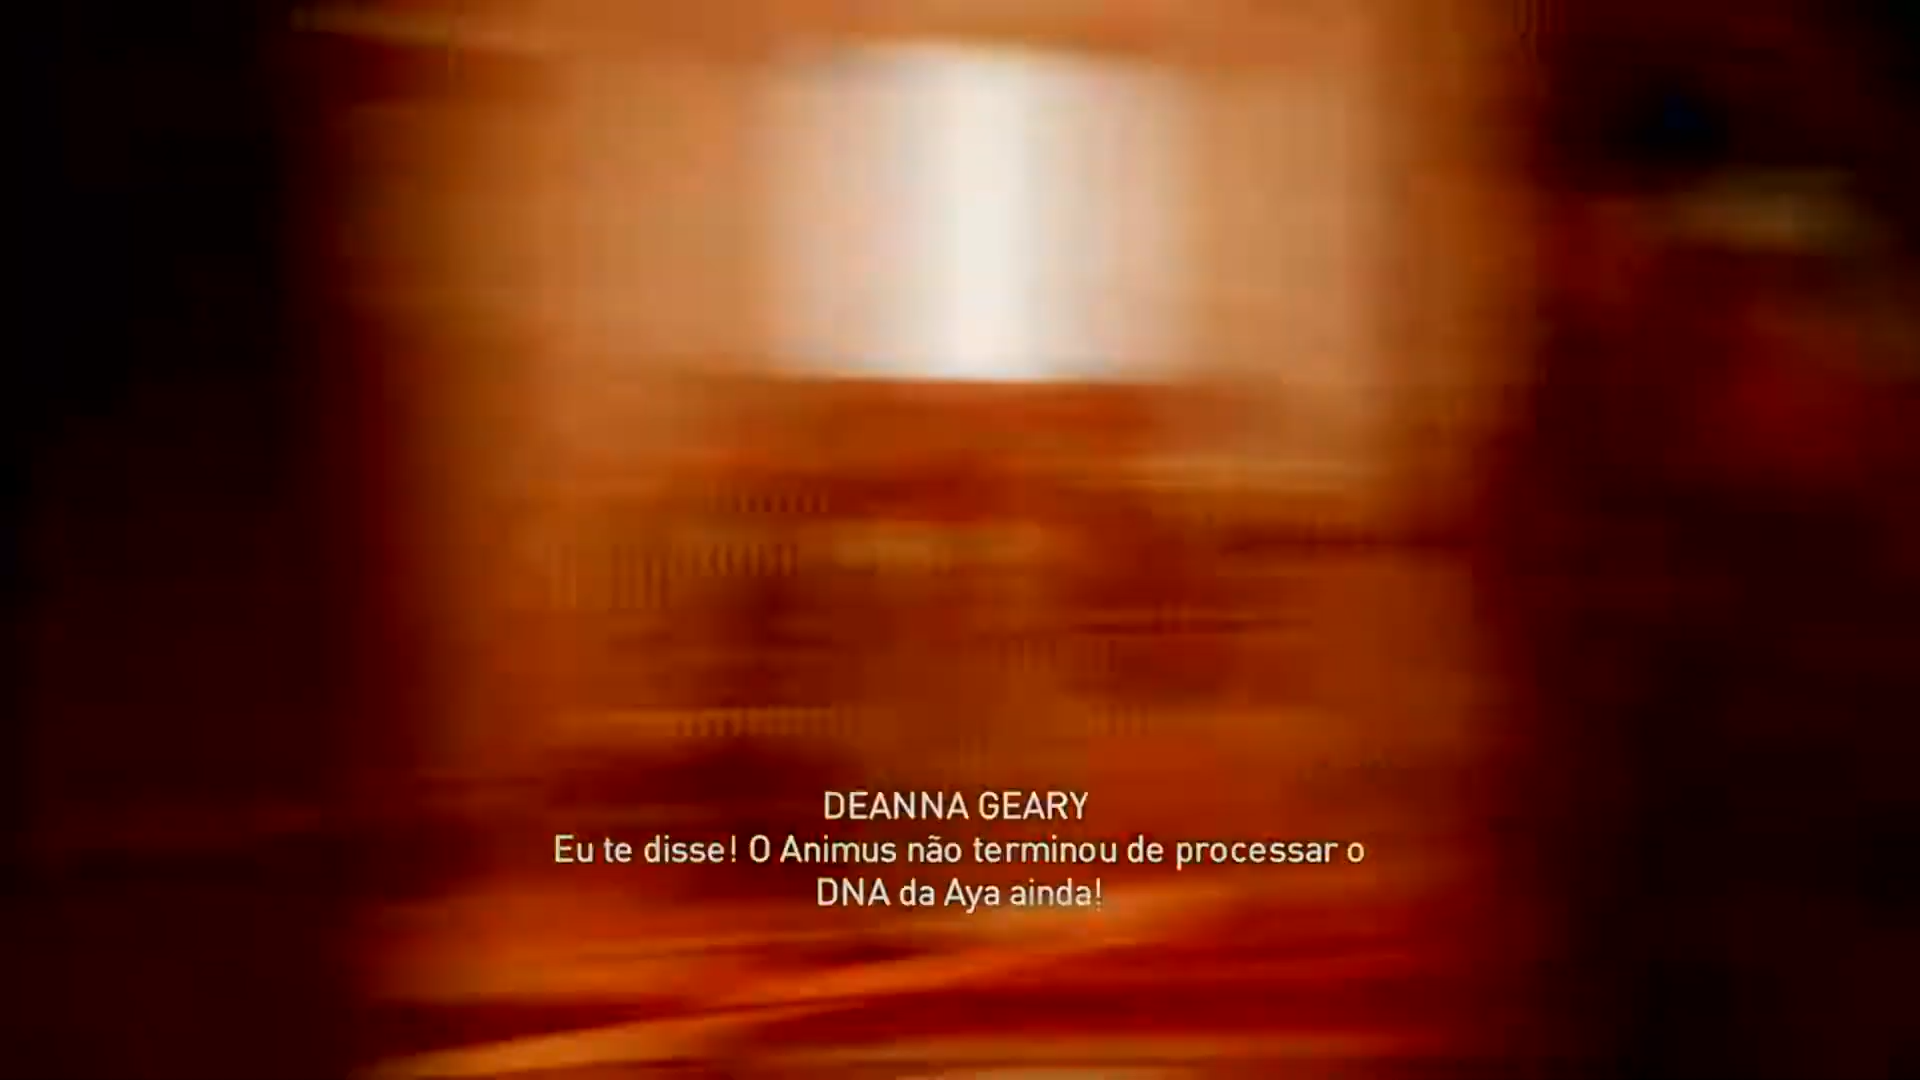 DEANNA GEARY
Eu te disse! O Animus não terminou de processar o
DNA da Aya ainda!